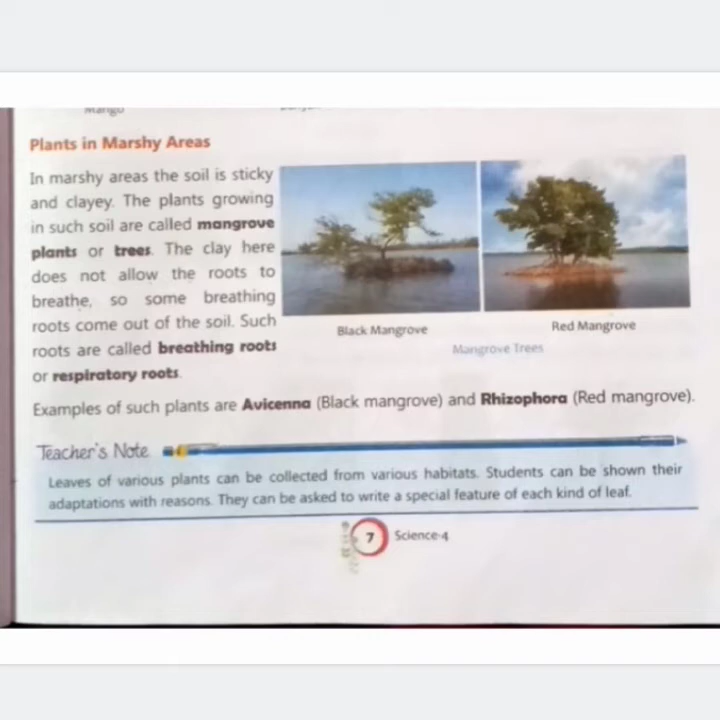 Mango
Plants in Marshy Areas
In marshy areas the soil is sticky
and clayey. The plants growing
in such soil are called mangrove
plants or trees. The clay here
does not allow the roots to
breathe, so some breathing
roots come out of the soil. Such
roots are called breathing roots
or respiratory roots.
Black Mangrove
Red Mangrove
Mangrove Trees
Examples of such plants are Avicenna (Black mangrove) and Rhizophora (Red mangrove).
Teacher's Note
Leaves of various plants can be collected from various habitats. Students can be shown their
adaptations with reasons. They can be asked to write a special feature of each kind of leaf.
7 Science-4